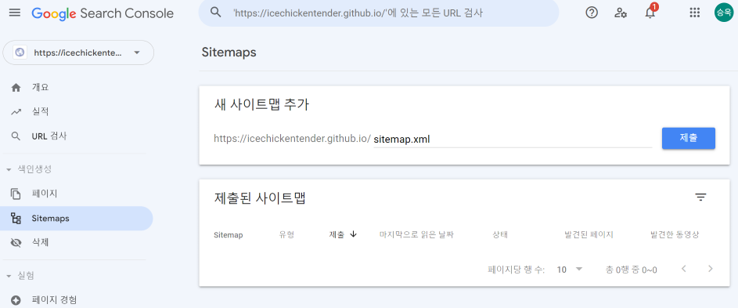 Google Search Console
'https://icechickentender.github.io/'에 있는 모든 URL 검사
1
승욱
https://icechickente...
Sitemaps
개요
실적
URL 검사
색인생성
페이지
Sitemaps
삭제
실험
페이지 경험
새 사이트맵 추가
https://icechickentender.github.io/ sitemap.xml
제출
제출된 사이트맵
Sitemap 유형 제출 마지막으로 읽은 날짜 상태 발견된 페이지 발견한 동영상
페이지당 행 수: 10 총 0행 중 0~0